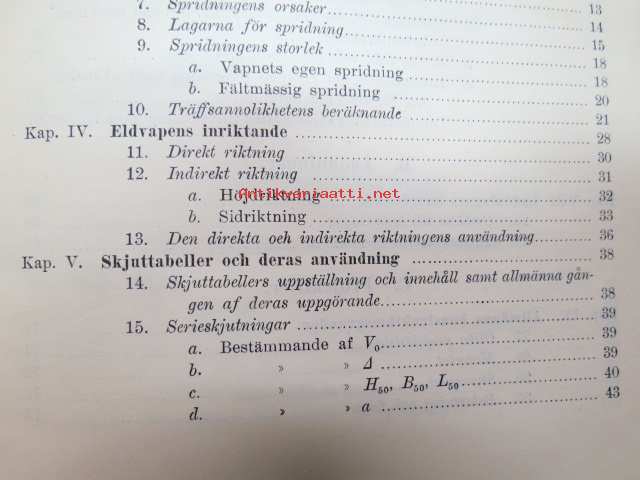 13
7. Spridningens orsaker 14
8. Lagarna för spridning 15
9. Spridningens storlek 18
a. Vapnets egen spridning 18
b. Fältmässig spridning 20
10. Träffsannolikhetens beräknande 21
Kap. IV. Eldvapens inriktande 28
11. Direkt riktning 30
12. Indirekt riktning 31
a. Höjdriktning 32
Antikvariaatti.net
b. Sidriktning 33
13. Den direkta och indirekta riktningens användning 36
Kap. V. Skjuttabeller och deras användning 38
14. Skjuttabellers uppställning och innehåll samt allmänna gån-
gen af deras uppgörande 38
15. Serieskjutningar 39
a. Bestämmande af V₀ 39
b. » » Δ 39
c. » » H₅₀, B₅₀, L₅₀ 40
d. » » a 43